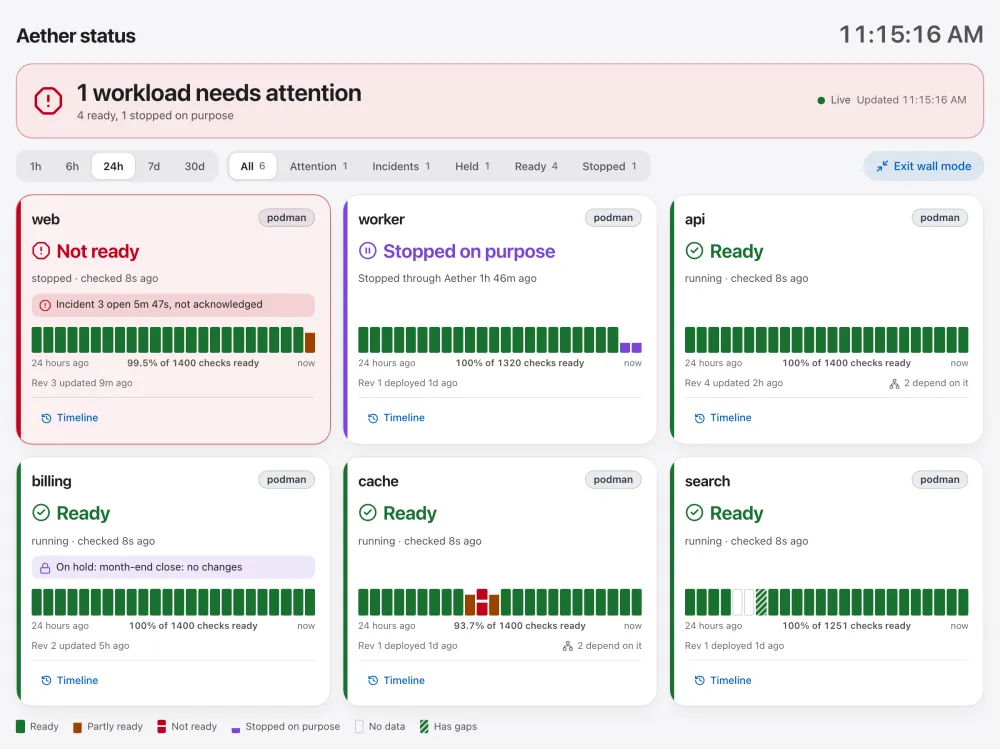 Aether status
11:15:16 AM
1 workload needs attention
4 ready, 1 stopped on purpose
Live Updated 11:15:16 AM
1h 6h 24h 7d 30d
All 6 Attention 1 Incidents 1 Held 1 Ready 4 Stopped 1
Exit wall mode
web podman
Not ready
stopped · checked 8s ago
Incident 3 open 5m 47s, not acknowledged
24 hours ago 99.5% of 1400 checks ready now
Rev 3 updated 9m ago
Timeline
worker podman
Stopped on purpose
Stopped through Aether 1h 46m ago
24 hours ago 100% of 1320 checks ready now
Rev 1 deployed 1d ago
Timeline
api podman
Ready
running · checked 8s ago
24 hours ago 100% of 1400 checks ready now
Rev 4 updated 2h ago 2 depend on it
Timeline
billing podman
Ready
running · checked 8s ago
On hold: month-end close: no changes
24 hours ago 100% of 1400 checks ready now
Rev 2 updated 5h ago
Timeline
cache podman
Ready
running · checked 8s ago
24 hours ago 93.7% of 1400 checks ready now
Rev 1 deployed 1d ago 2 depend on it
Timeline
search podman
Ready
running · checked 8s ago
24 hours ago 100% of 1251 checks ready now
Rev 1 deployed 1d ago
Timeline
Ready Partly ready Not ready Stopped on purpose No data Has gaps